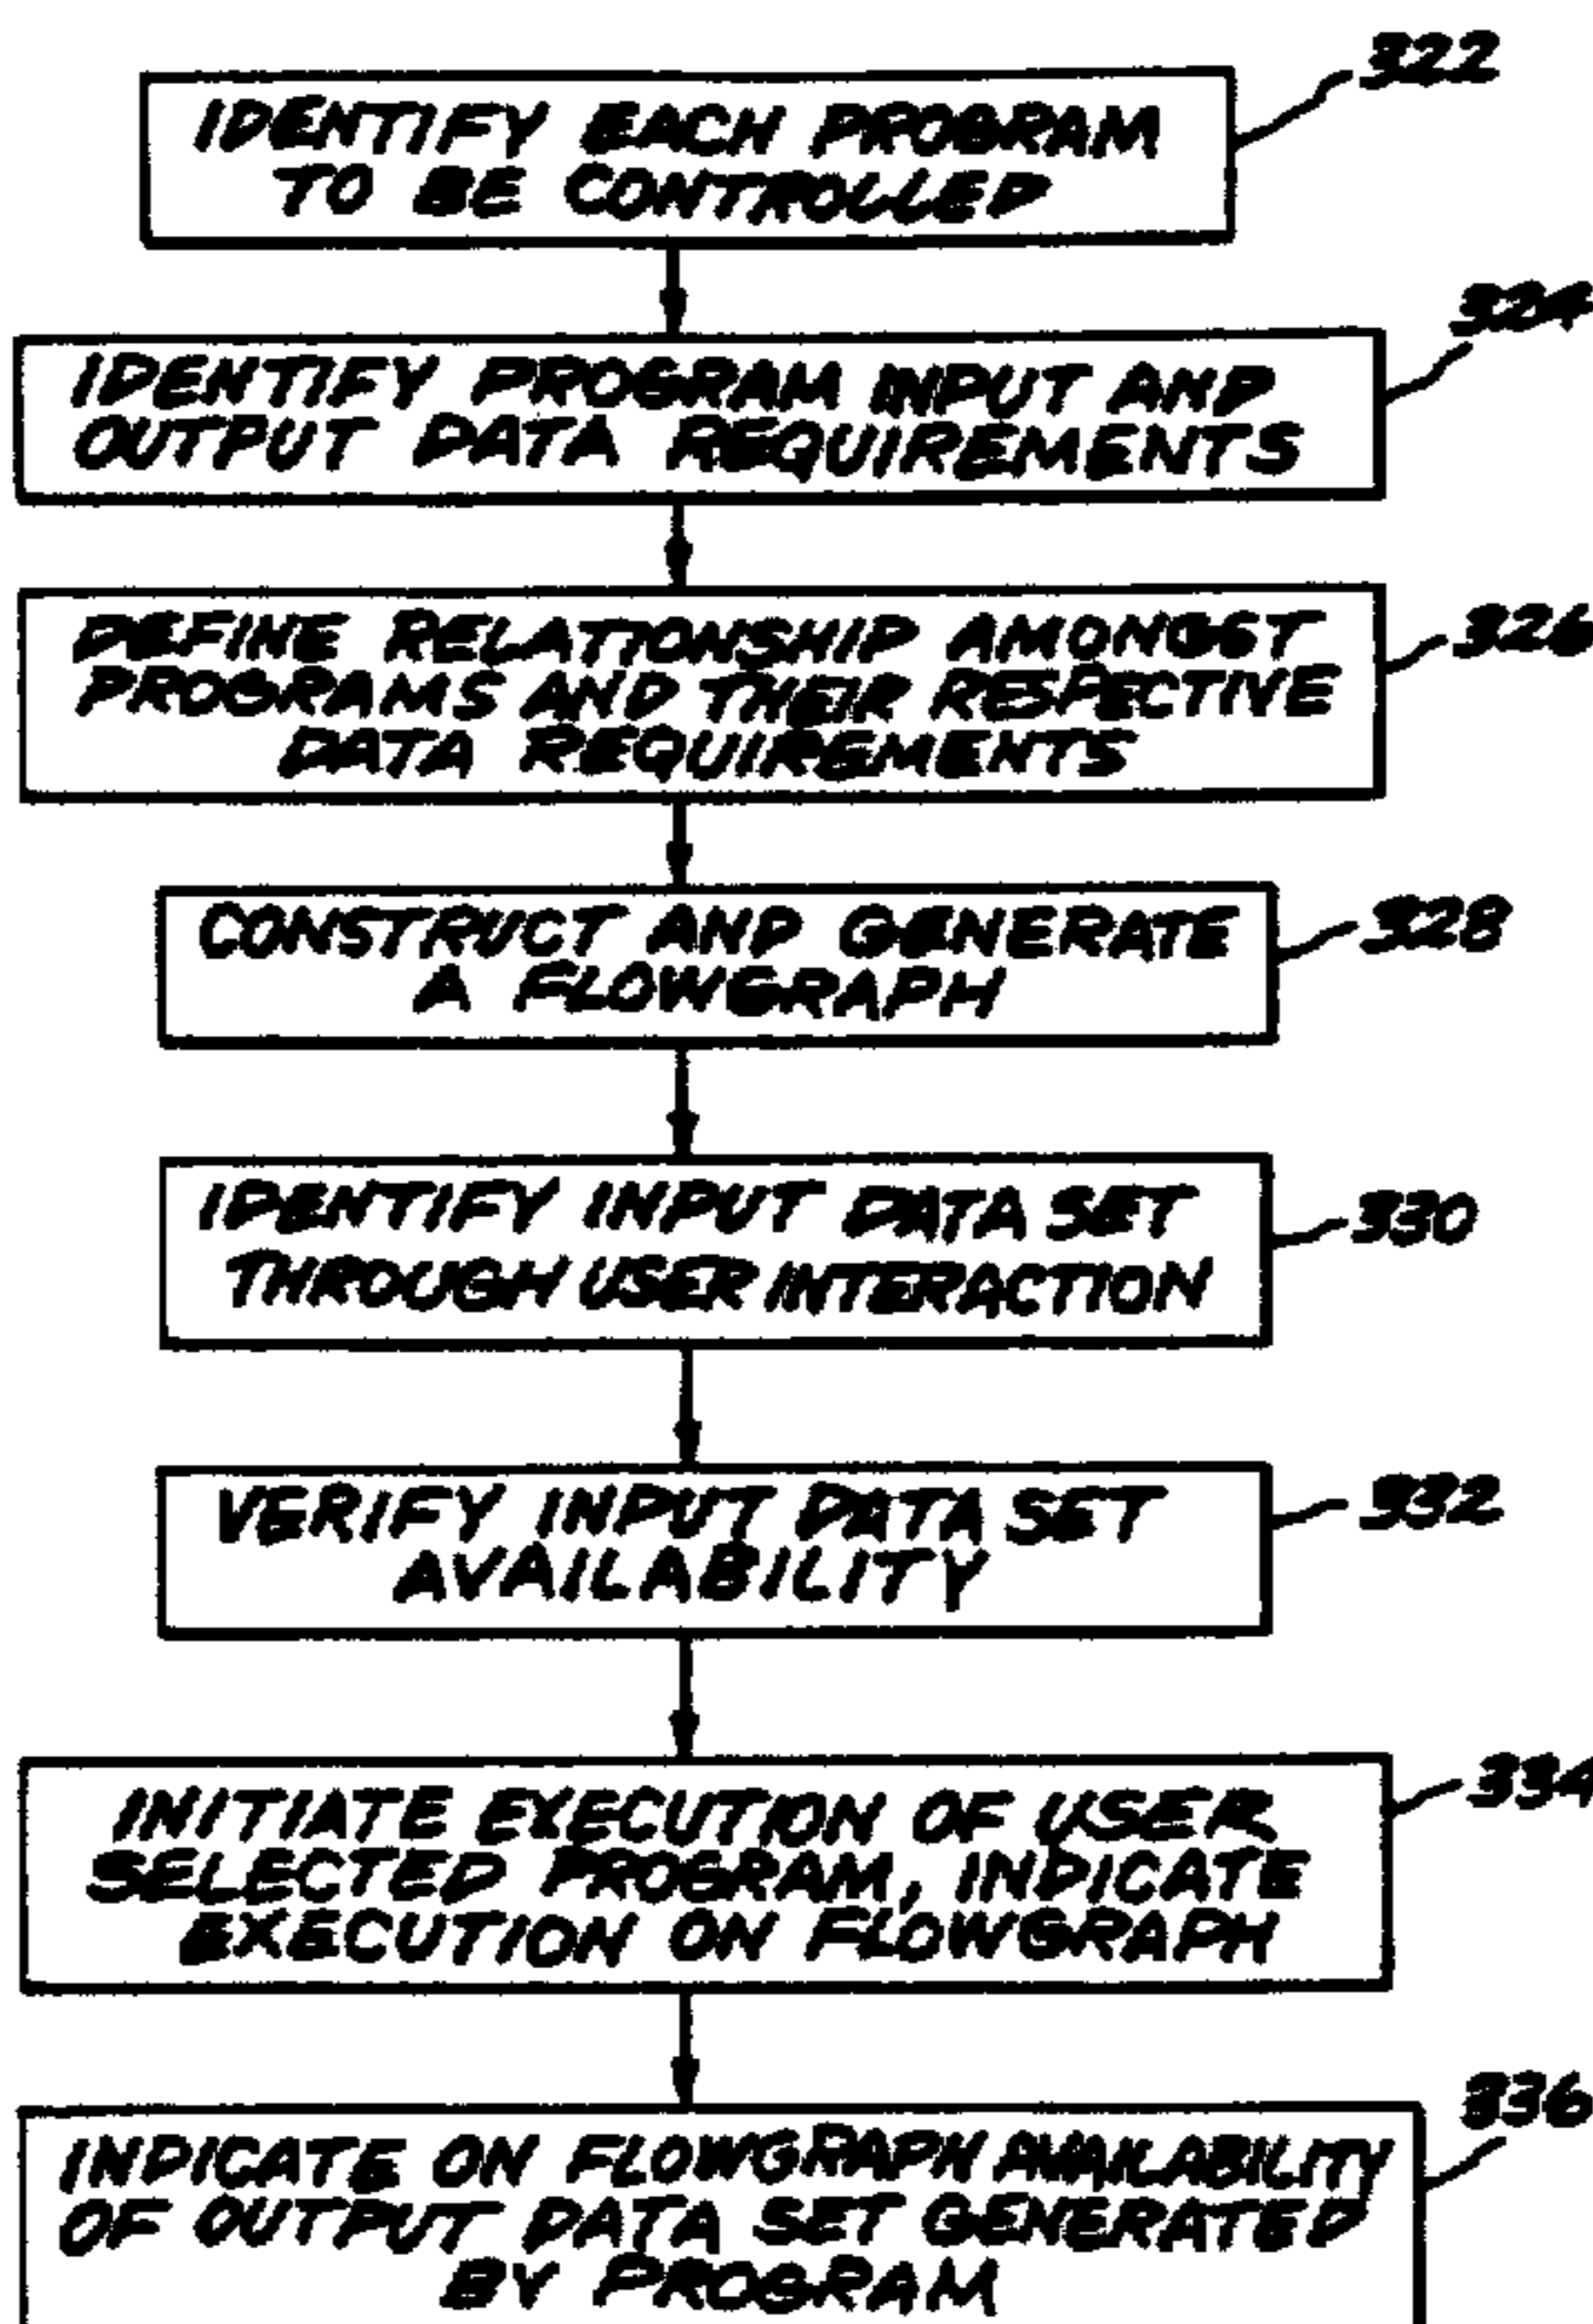 322
IDENTIFY EACH PROGRAM
TO BE CONTROLLED
324
IDENTIFY PROGRAM INPUT AND
OUTPUT DATA REQUIREMENTS
326
DEFINE RELATIONSHIP AMONGST
PROGRAMS AND THEIR RESPECTIVE
DATA REQUIREMENTS
328
CONSTRUCT AND GENERATE
A FLOWGRAPH
330
IDENTIFY INPUT DATA SET
THROUGH USER INTERACTION
332
VERIFY INPUT DATA SET
AVAILABILITY
334
INITIATE EXECUTION OF USER
SELECTED PROGRAM, INDICATE
EXECUTION ON FLOWGRAPH
336
INDICATE ON FLOWGRAPH AVAILABILITY
OF OUTPUT DATA SET GENERATED
BY PROGRAM